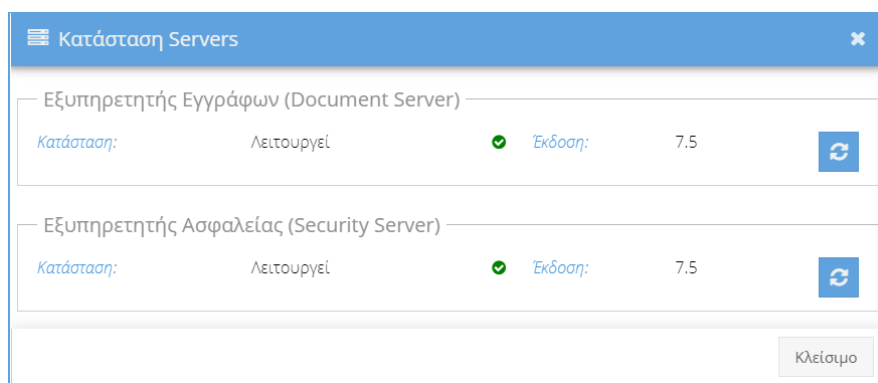 Κατάσταση Servers
Εξυπηρετητής Εγγράφων (Document Server)
Κατάσταση: Λειτουργεί Έκδοση: 7.5
Εξυπηρετητής Ασφαλείας (Security Server)
Κατάσταση: Λειτουργεί Έκδοση: 7.5
Κλείσιμο